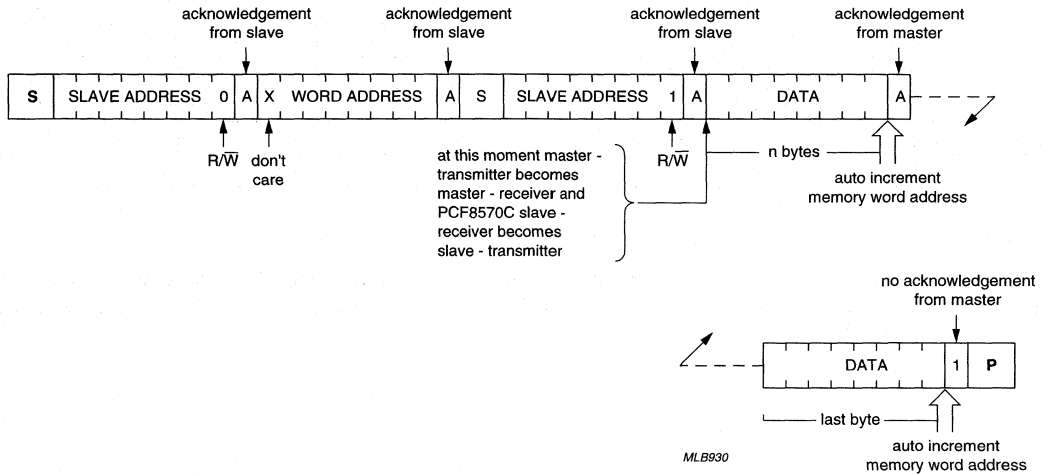 acknowledgement
from slave
acknowledgement
from slave
acknowledgement
from slave
acknowledgement
from master
S SLAVE ADDRESS 0 A X WORD ADDRESS A S SLAVE ADDRESS 1 A DATA A
R/W̅
don't
care
at this moment master -
transmitter becomes
master - receiver and
PCF8570C slave -
receiver becomes
slave - transmitter
R/W̅
n bytes
auto increment
memory word address
no acknowledgement
from master
DATA 1 P
last byte
auto increment
memory word address
MLB930